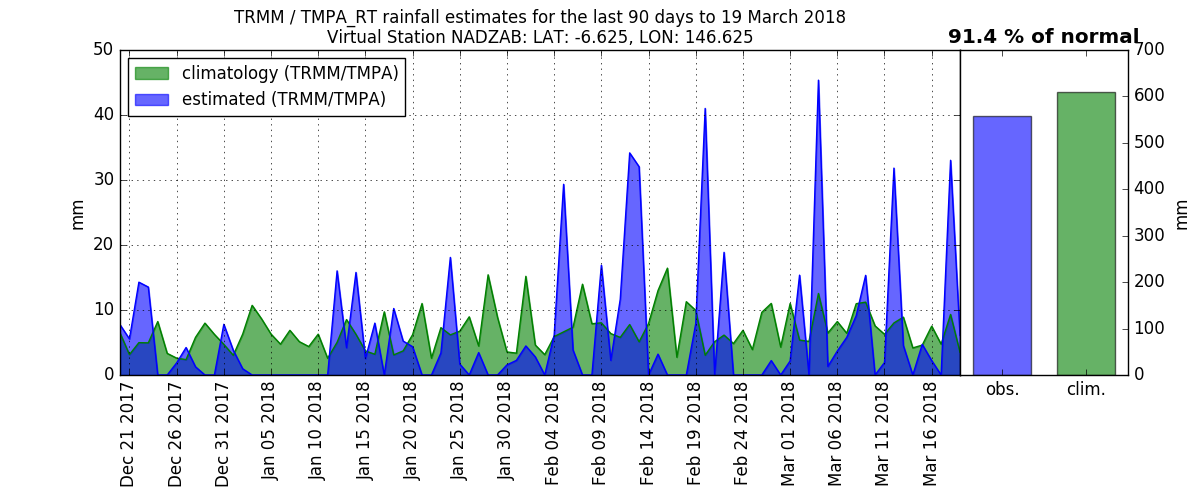 TRMM / TMPA_RT rainfall estimates for the last 90 days to 19 March 2018
Virtual Station NADZAB: LAT: -6.625, LON: 146.625
91.4 % of normal
climatology (TRMM/TMPA)
estimated (TRMM/TMPA)
mm
50
40
30
20
10
0
Dec 21 2017
Dec 26 2017
Dec 31 2017
Jan 05 2018
Jan 10 2018
Jan 15 2018
Jan 20 2018
Jan 25 2018
Jan 30 2018
Feb 04 2018
Feb 09 2018
Feb 14 2018
Feb 19 2018
Feb 24 2018
Mar 01 2018
Mar 06 2018
Mar 11 2018
Mar 16 2018
obs.
clim.
700
600
500
400
300
200
100
0
mm